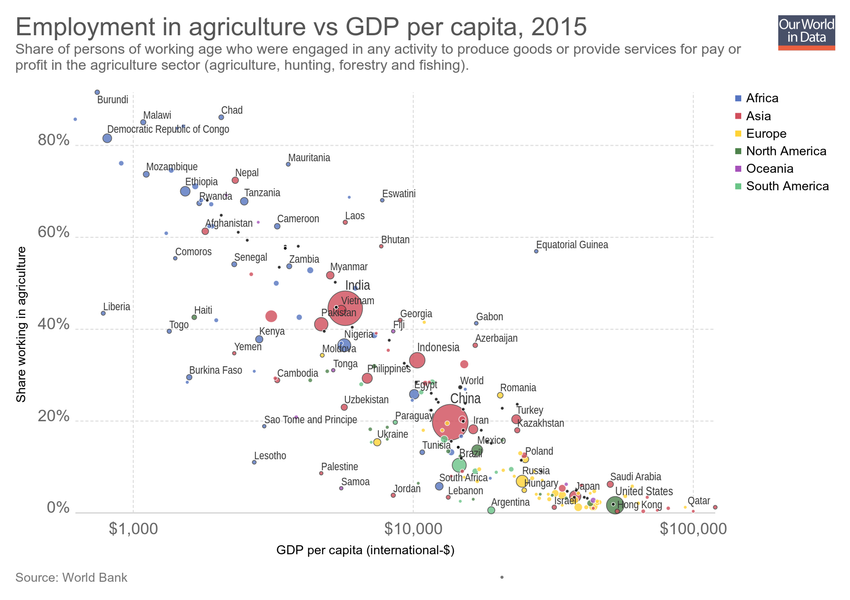 Employment in agriculture vs GDP per capita, 2015
Share of persons of working age who were engaged in any activity to produce goods or provide services for pay or
profit in the agriculture sector (agriculture, hunting, forestry and fishing).
Our World
in Data
Africa
Asia
Europe
North America
Oceania
South America
Share working in agriculture
80%
60%
40%
20%
0%
Burundi
Malawi
Chad
Democratic Republic of Congo
Mauritania
Mozambique
Nepal
Ethiopia
Rwanda
Tanzania
Eswatini
Afghanistan
Cameroon
Laos
Bhutan
Equatorial Guinea
Comoros
Senegal
Zambia
Myanmar
India
Vietnam
Liberia
Haiti
Pakistan
Georgia
Gabon
Togo
Fiji
Kenya
Nigeria
Azerbaijan
Yemen
Moldova
Indonesia
Burkina Faso
Cambodia
Tonga
Philippines
Egypt
World
Romania
Uzbekistan
China
Sao Tome and Principe
Paraguay
Iran
Turkey
Kazakhstan
Ukraine
Mexico
Tunisia
Brazil
Poland
Lesotho
Palestine
Samoa
Jordan
South Africa
Lebanon
Russia
Hungary
Argentina
Israel
Japan
Saudi Arabia
United States
Hong Kong
Qatar
$1,000
$10,000
$100,000
GDP per capita (international-$)
Source: World Bank